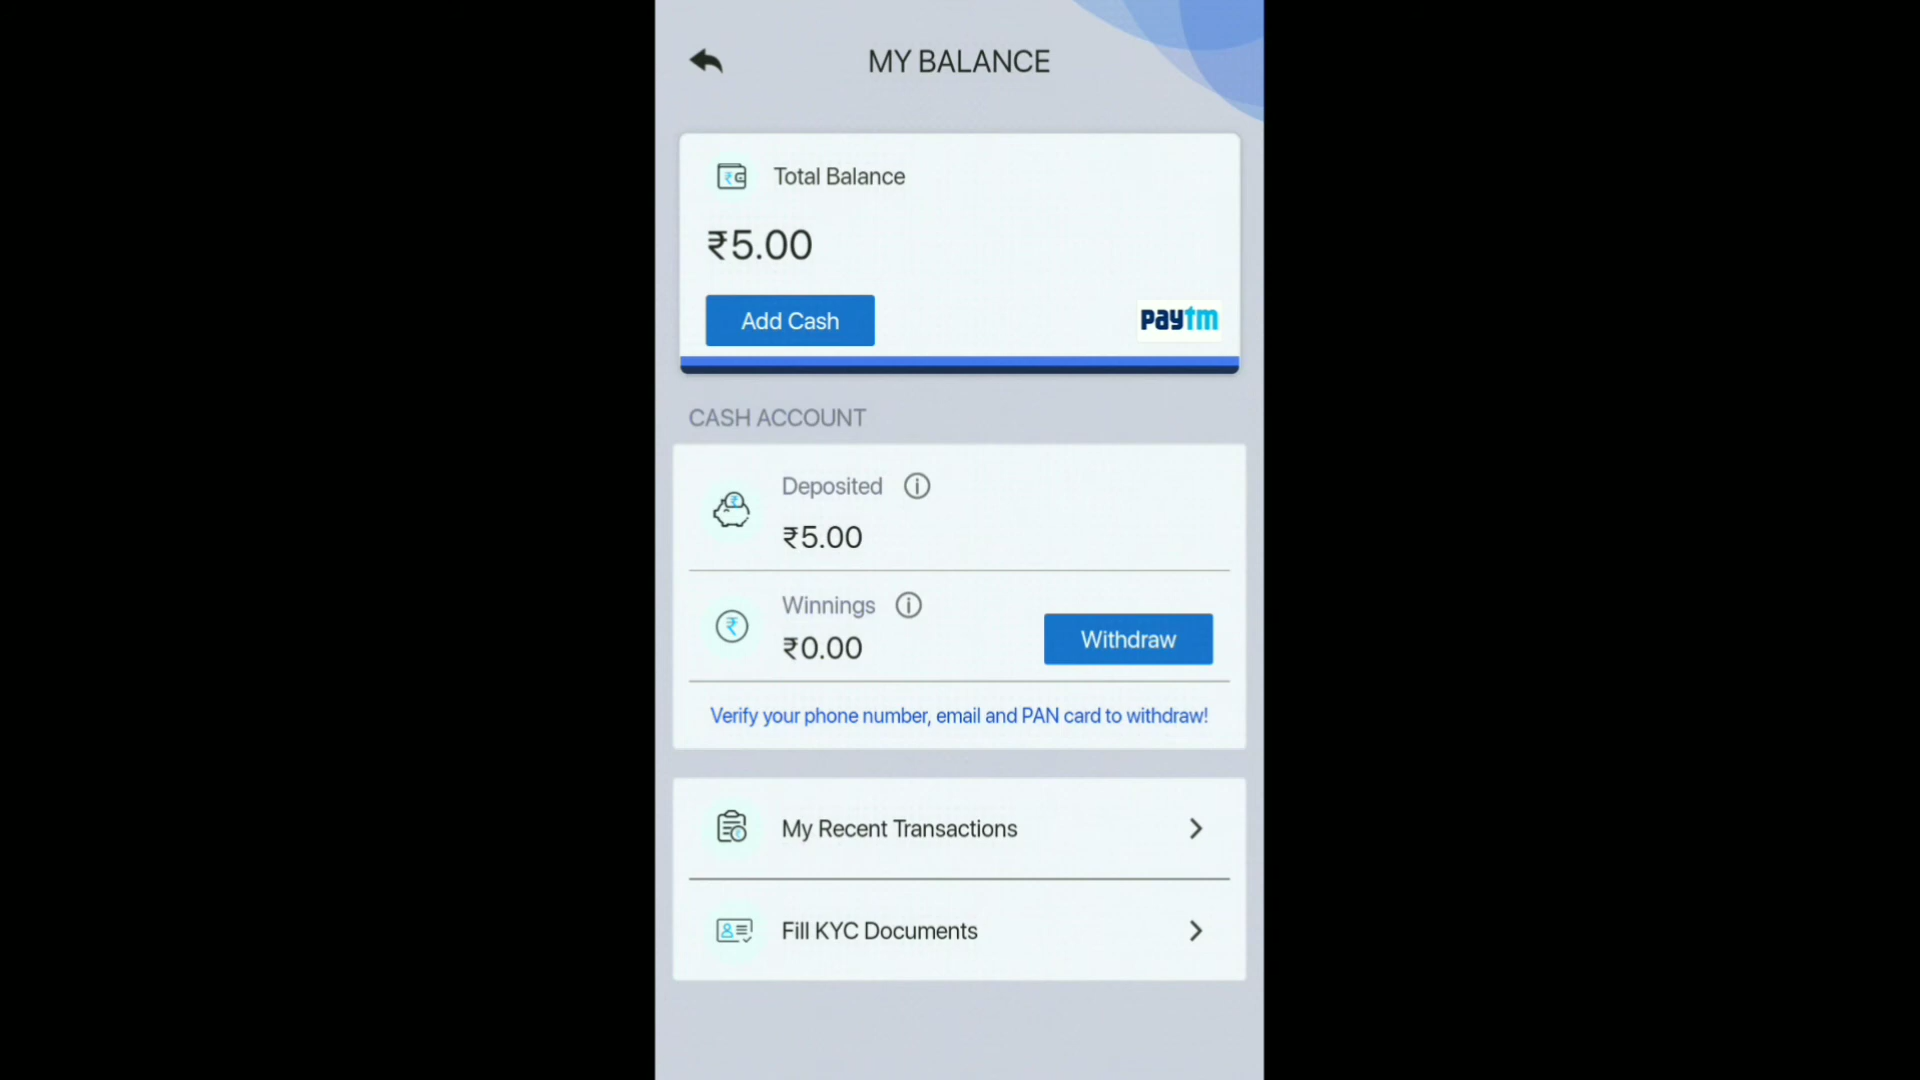 MY BALANCE
Total Balance
₹5.00
Add Cash
paytm
CASH ACCOUNT
Deposited
₹5.00
Winnings
₹0.00
Withdraw
Verify your phone number, email and PAN card to withdraw!
My Recent Transactions
Fill KYC Documents